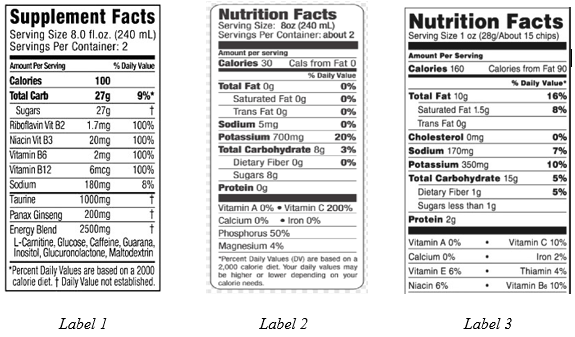 Supplement Facts
Serving Size 8.0 fl.oz. (240 mL)
Servings Per Container: 2
Amount Per Serving % Daily Value
Calories 100
Total Carb 27g 9%*
Sugars 27g †
Riboflavin Vit B2 1.7mg 100%
Niacin Vit B3 20mg 100%
Vitamin B6 2mg 100%
Vitamin B12 6mcg 100%
Sodium 180mg 8%
Taurine 1000mg †
Panax Ginseng 200mg †
Energy Blend 2500mg †
L-Carnitine, Glucose, Caffeine, Guarana,
Inositol, Glucuronolactone, Maltodextrin
*Percent Daily Values are based on a 2000
calorie diet. † Daily Value not established.
Label 1
Nutrition Facts
Serving Size: 8oz (240 mL)
Servings Per Container: about 2
Amount per serving
Calories 30 Cals from Fat 0
% Daily Value*
Total Fat 0g 0%
Saturated Fat 0g 0%
Trans Fat 0g
Sodium 5mg 0%
Potassium 700mg 20%
Total Carbohydrate 8g 3%
Dietary Fiber 0g 0%
Sugars 8g
Protein 0g
Vitamin A 0% • Vitamin C 200%
Calcium 0% • Iron 0%
Phosphorus 50%
Magnesium 4%
*Percent Daily Values (DV) are based on a
2,000 calorie diet. Your daily values may
be higher or lower depending on your
calorie needs.
Label 2
Nutrition Facts
Serving Size 1 oz (28g/About 15 chips)
Amount Per Serving
Calories 160 Calories from Fat 90
% Daily Value*
Total Fat 10g 16%
Saturated Fat 1.5g 8%
Trans Fat 0g
Cholesterol 0mg 0%
Sodium 170mg 7%
Potassium 350mg 10%
Total Carbohydrate 15g 5%
Dietary Fiber 1g 5%
Sugars less than 1g
Protein 2g
Vitamin A 0% • Vitamin C 10%
Calcium 0% • Iron 2%
Vitamin E 6% • Thiamin 4%
Niacin 6% • Vitamin B₆ 10%
Label 3